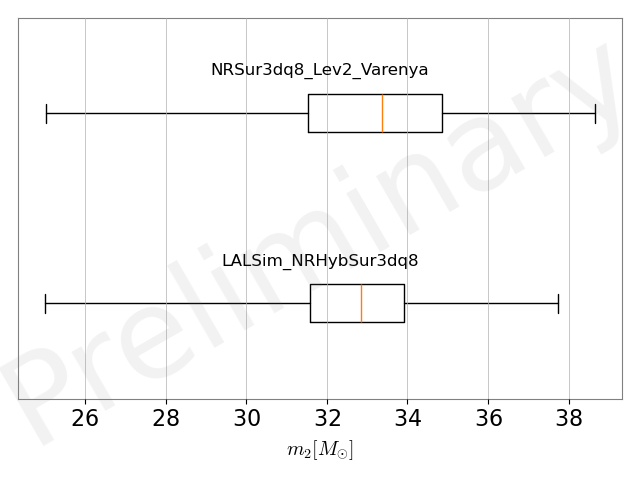 Preliminary
NRSur3dq8_Lev2_Varenya
LALSim_NRHybSur3dq8
26 28 30 32 34 36 38
m₂[M⊙]